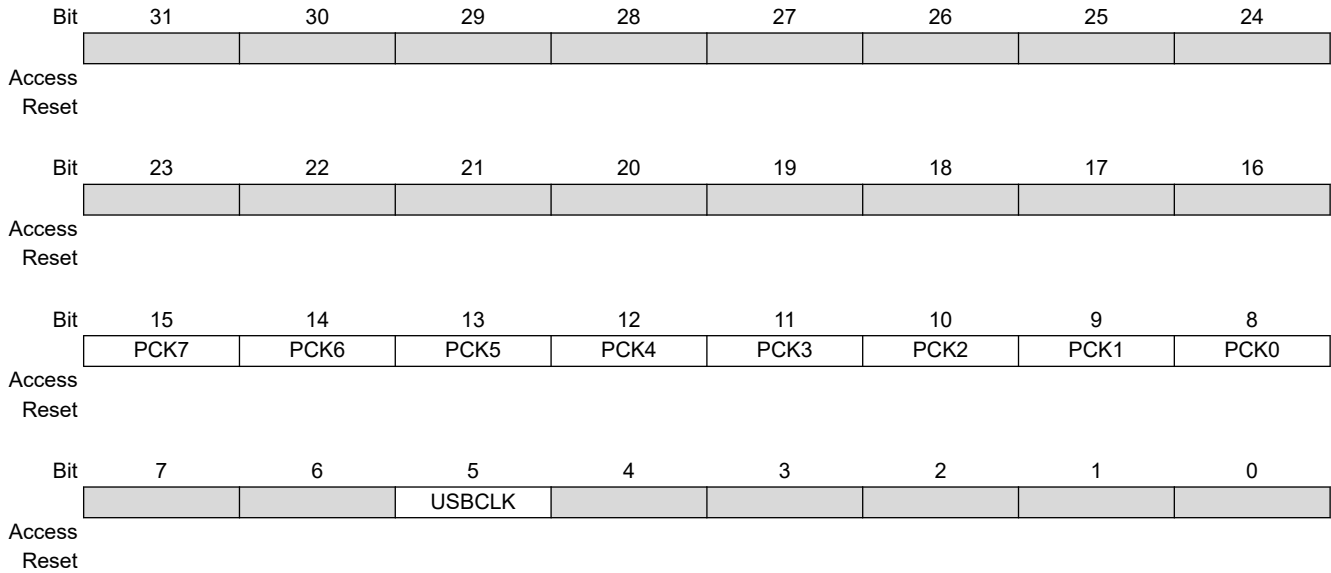 Bit 31 30 29 28 27 26 25 24
Access
Reset
Bit 23 22 21 20 19 18 17 16
Access
Reset
Bit 15 14 13 12 11 10 9 8
PCK7 PCK6 PCK5 PCK4 PCK3 PCK2 PCK1 PCK0
Access
Reset
Bit 7 6 5 4 3 2 1 0
USBCLK
Access
Reset